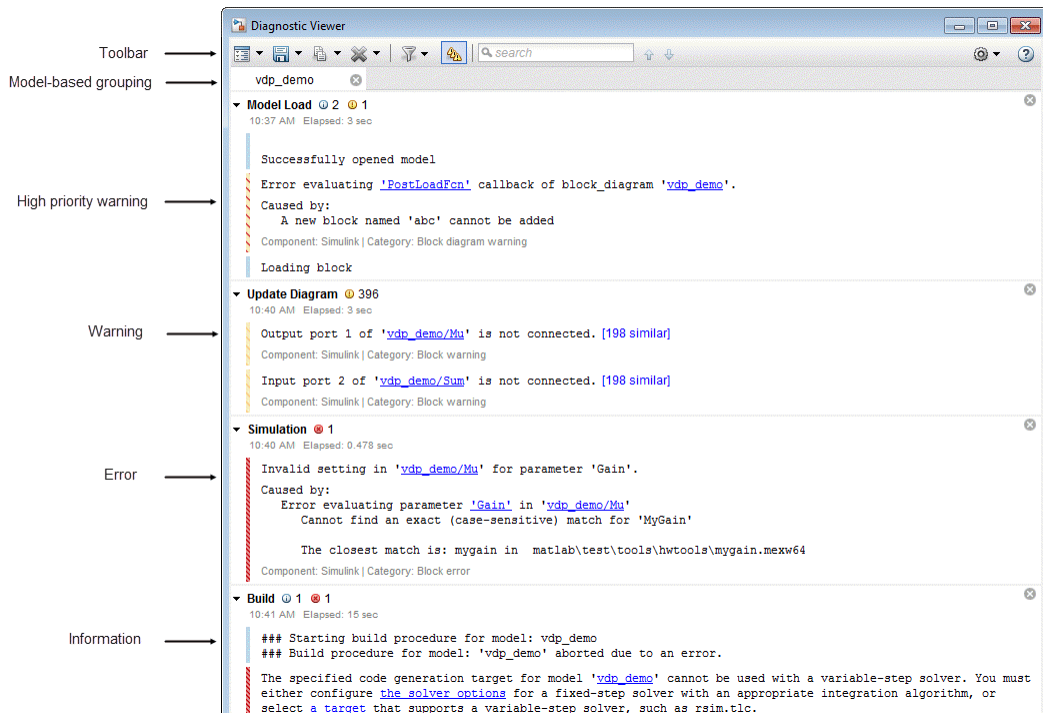 Diagnostic Viewer
Toolbar
search
Model-based grouping
vdp_demo
Model Load 2 1
10:37 AM Elapsed: 3 sec
Successfully opened model
High priority warning
Error evaluating 'PostLoadFcn' callback of block_diagram 'vdp_demo'.
Caused by:
A new block named 'abc' cannot be added
Component: Simulink | Category: Block diagram warning
Loading block
Update Diagram 396
10:40 AM Elapsed: 3 sec
Warning
Output port 1 of 'vdp_demo/Mu' is not connected. [198 similar]
Component: Simulink | Category: Block warning
Input port 2 of 'vdp_demo/Sum' is not connected. [198 similar]
Component: Simulink | Category: Block warning
Simulation 1
10:40 AM Elapsed: 0.478 sec
Error
Invalid setting in 'vdp_demo/Mu' for parameter 'Gain'.
Caused by:
Error evaluating parameter 'Gain' in 'vdp_demo/Mu'
Cannot find an exact (case-sensitive) match for 'MyGain'
The closest match is: mygain in matlab\test\tools\hwtools\mygain.mexw64
Component: Simulink | Category: Block error
Build 1 1
10:41 AM Elapsed: 15 sec
Information
### Starting build procedure for model: vdp_demo
### Build procedure for model: 'vdp_demo' aborted due to an error.
The specified code generation target for model 'vdp_demo' cannot be used with a variable-step solver. You must
either configure the solver options for a fixed-step solver with an appropriate integration algorithm, or
select a target that supports a variable-step solver, such as rsim.tlc.